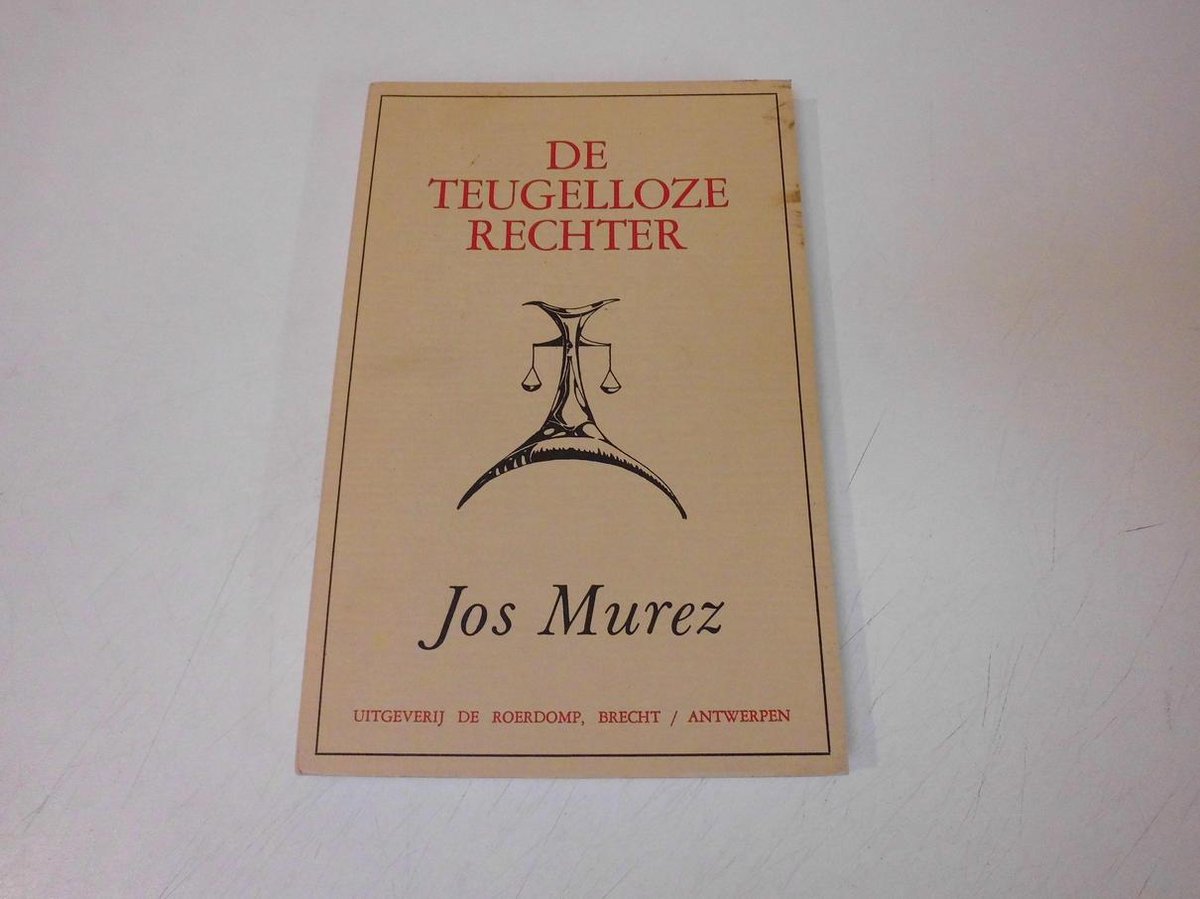 DE
TEUGELLOZE
RECHTER
Jos Murez
UITGEVERIJ DE ROERDOMP, BRECHT / ANTWERPEN